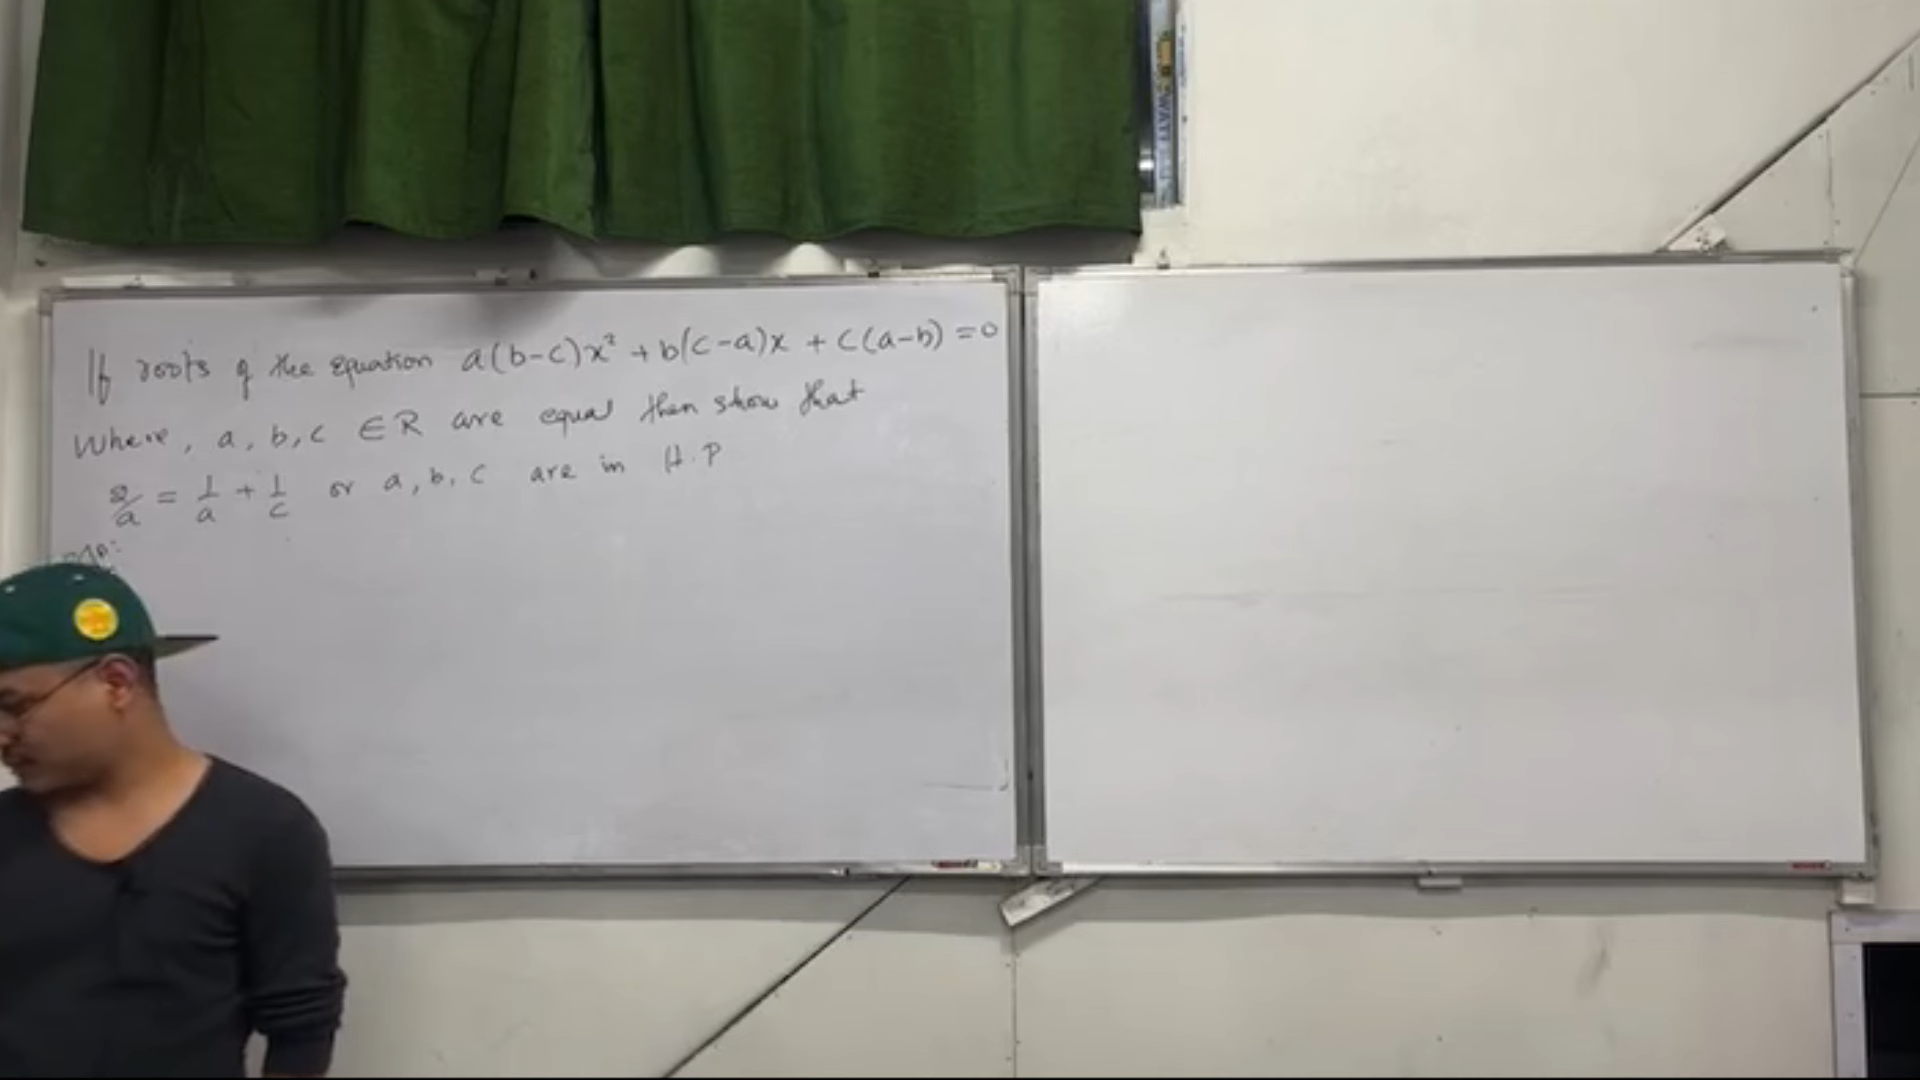 If roots of the equation a(b-c)x² + b(c-a)x + c(a-b) = 0
Where, a, b, c ∈ R are equal then show that
2/a = 1/a + 1/c or a, b, c are in H.P